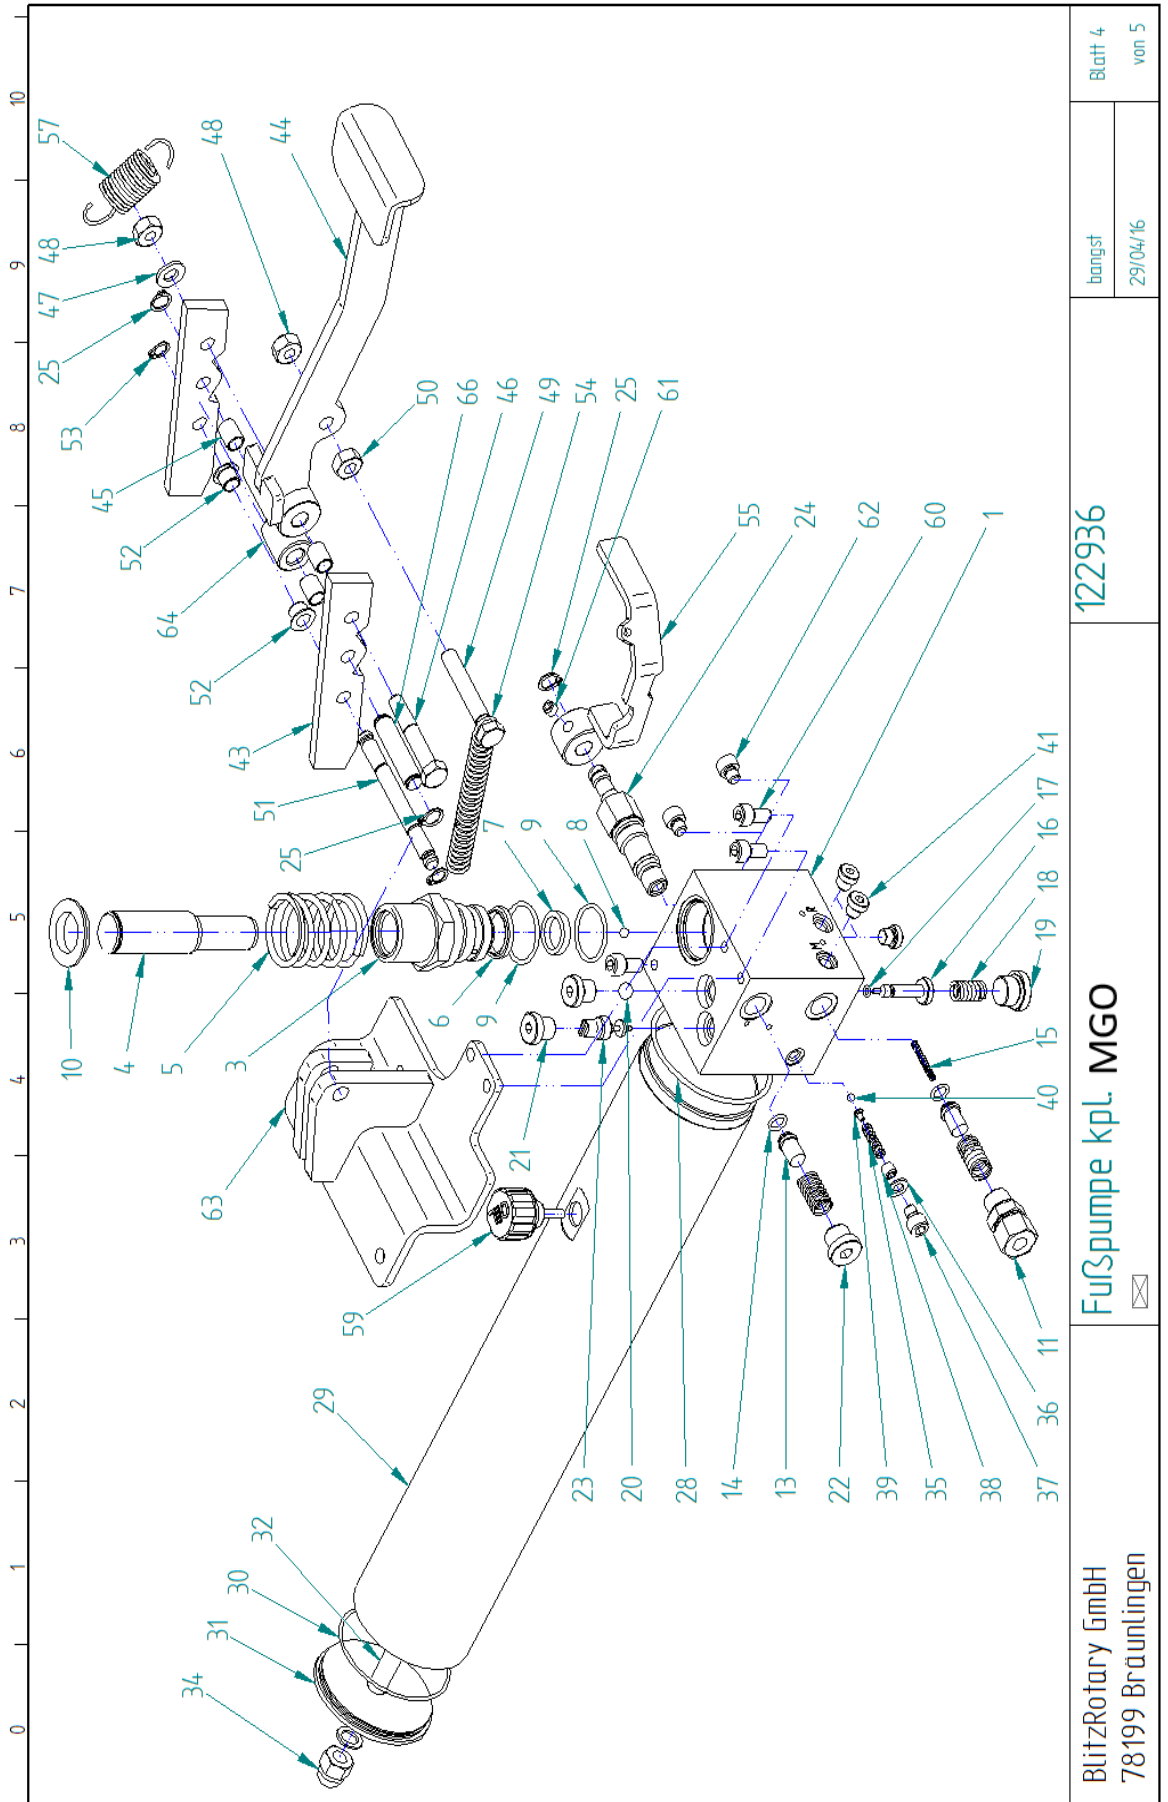 0 1 2 3 4 5 6 7 8 9 10
25 47 48 57
10 53
4 52
5 64
34 52 45
31 63 48
30 3 43
32 51 44
29
59
25
50
6
66
9 7
46
21 9
49
23 8 54
20 25
28 61
14 55
13 24
22 62
39 41
35 60
38 1
37 36 11 40 15 19 18 16 17
BlitzRotary GmbH
78199 Bräunlingen
Fußspumpe kpl. MGO
122936
bangst
29/04/16
Blatt 4
von 5